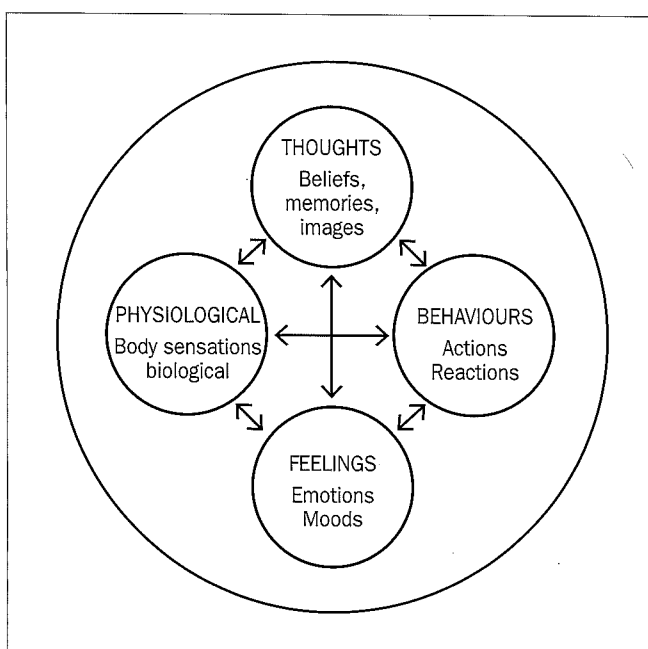 THOUGHTS
Beliefs,
memories,
images
PHYSIOLOGICAL
Body sensations
biological
BEHAVIOURS
Actions
Reactions
FEELINGS
Emotions
Moods